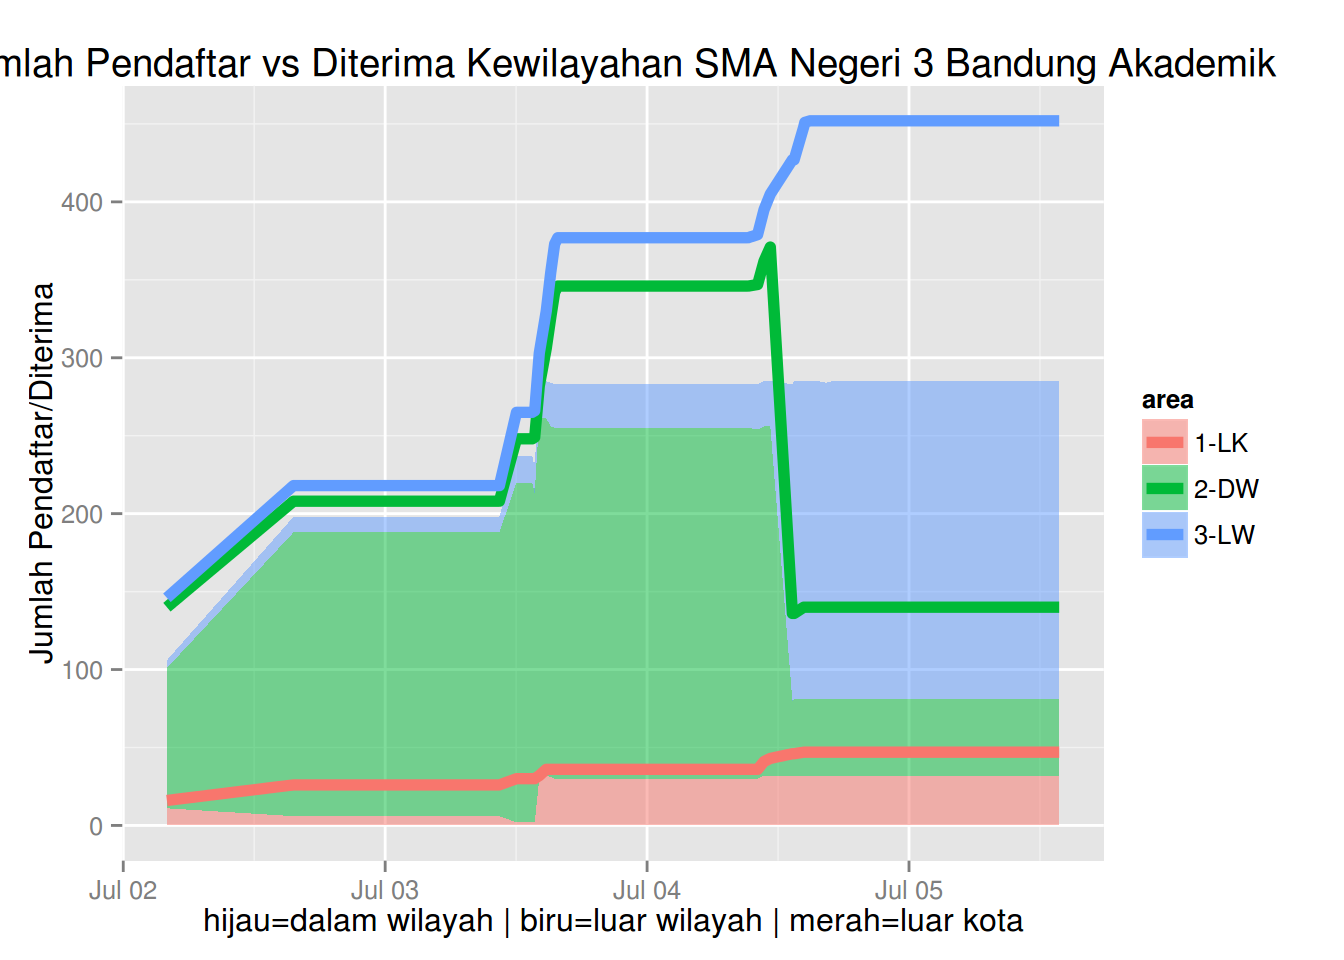 mlah Pendaftar vs Diterima Kewilayahan SMA Negeri 3 Bandung Akademik
Jumlah Pendaftar/Diterima
400
300
200
100
0
Jul 02 Jul 03 Jul 04 Jul 05
hijau=dalam wilayah | biru=luar wilayah | merah=luar kota
area
1-LK
2-DW
3-LW